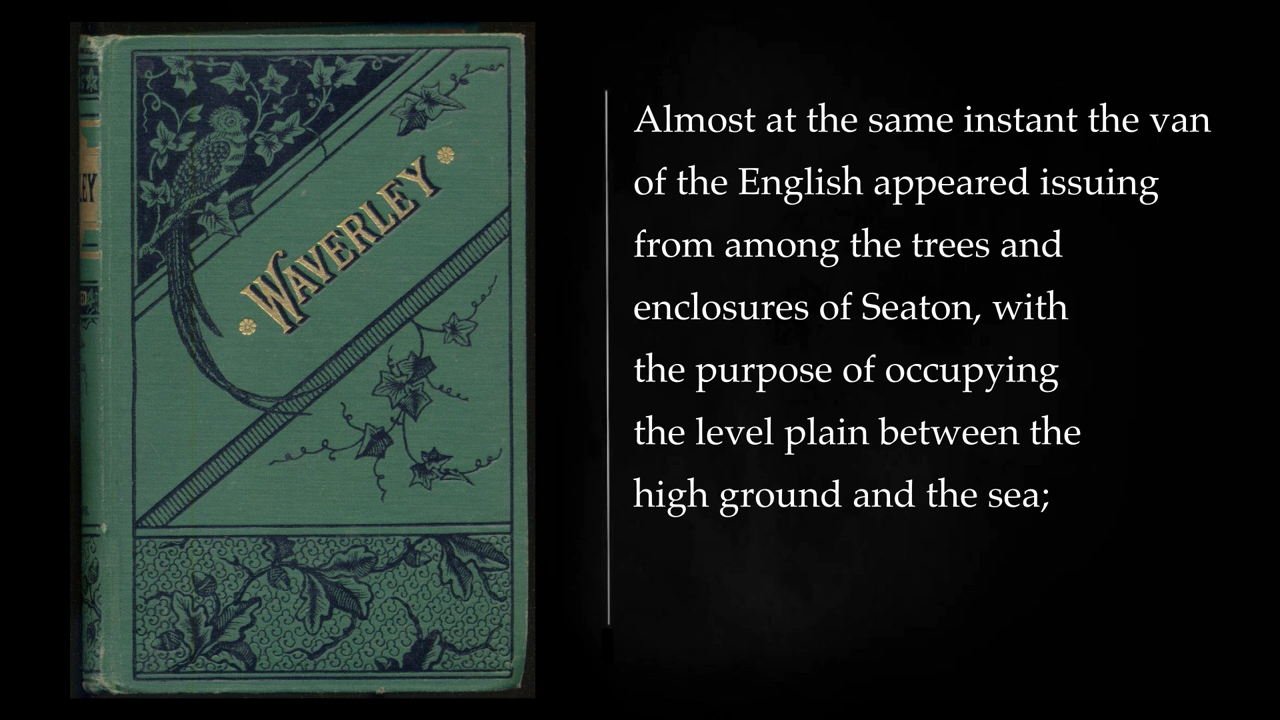 WAVERLEY
EY
Almost at the same instant the van
of the English appeared issuing
from among the trees and
enclosures of Seaton, with
the purpose of occupying
the level plain between the
high ground and the sea;